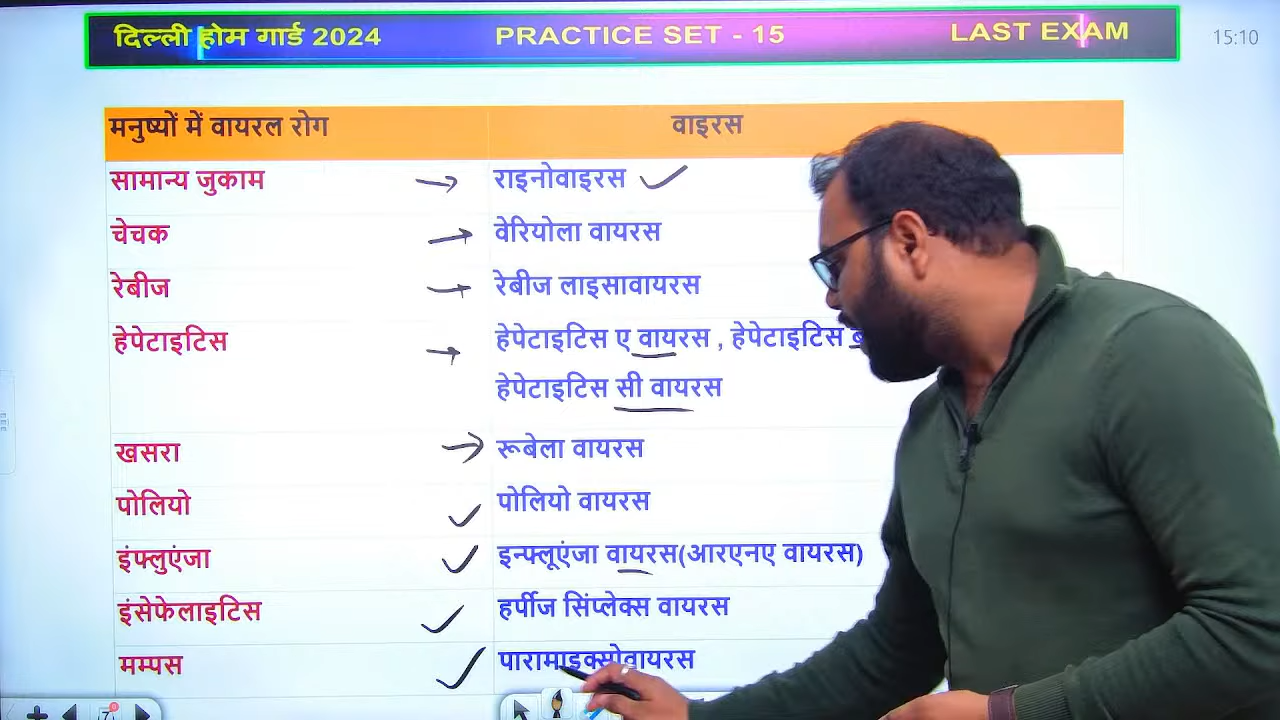 दिल्ली होम गार्ड 2024 PRACTICE SET - 15 LAST EXAM
15:10
मनुष्यों में वायरल रोग वाइरस
सामान्य जुकाम राइनोवाइरस
चेचक वेरियोला वायरस
रेबीज रेबीज लाइसावायरस
हेपेटाइटिस हेपेटाइटिस ए वायरस , हेपेटाइटिस
हेपेटाइटिस सी वायरस
खसरा रूबेला वायरस
पोलियो पोलियो वायरस
इंफ्लुएंजा इन्फ्लूएंजा वायरस(आरएनए वायरस)
इंसेफेलाइटिस हर्पीज सिंप्लेक्स वायरस
मम्पस पारामाइक्सोवायरस